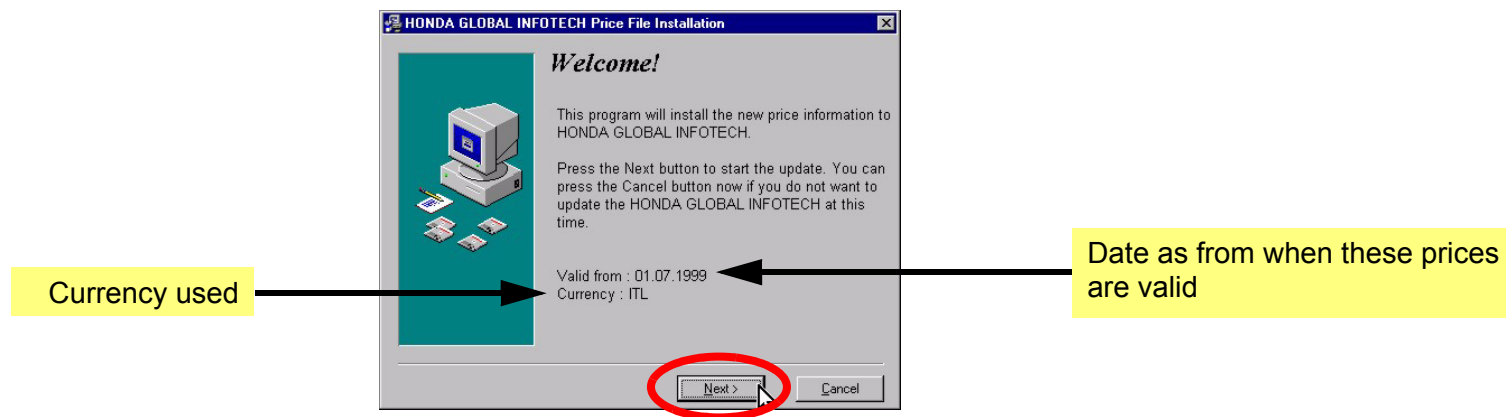 HONDA GLOBAL INFOTECH Price File Installation
Welcome!
This program will install the new price information to
HONDA GLOBAL INFOTECH.
Press the Next button to start the update. You can
press the Cancel button now if you do not want to
update the HONDA GLOBAL INFOTECH at this
time.
Valid from : 01.07.1999
Currency : ITL
Currency used
Date as from when these prices
are valid
Next >
Cancel